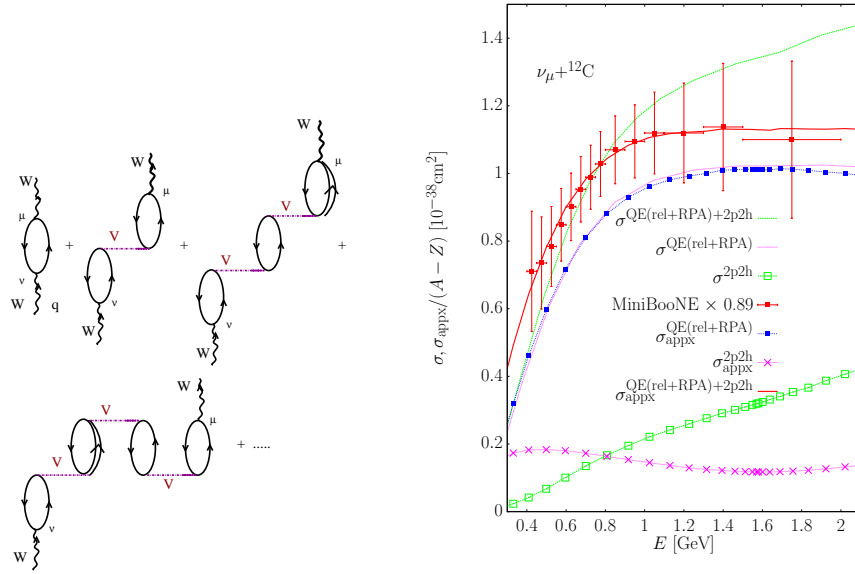 W
μ
ν
W
q
+
W
μ
V
ν
W
+
W
μ
V
V
ν
W
+
W
μ
V
V
ν
W
+ .....
ν_μ+¹²C
σ, σ_appx/(A − Z) [10⁻³⁸cm²]
1.4
1.2
1
0.8
0.6
0.4
0.2
0
σ^QE(rel+RPA)+2p2h
σ^QE(rel+RPA)
σ^2p2h
MiniBooNE × 0.89
σ_appx^QE(rel+RPA)
σ_appx^2p2h
σ_appx^QE(rel+RPA)+2p2h
0.4 0.6 0.8 1 1.2 1.4 1.6 1.8 2
E [GeV]